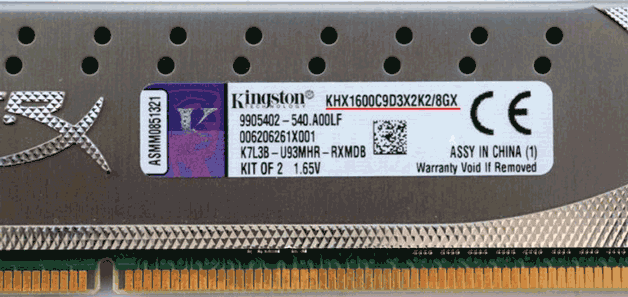 ASMM0851321
Kingston KHX1600C9D3X2K2/8GX
TECHNOLOGY
9905402-540.A00LF
006206261X001
K7L3B-U93MHR-RXMDB
KIT OF 2 1.65V
CE
ASSY IN CHINA (1)
Warranty Void If Removed